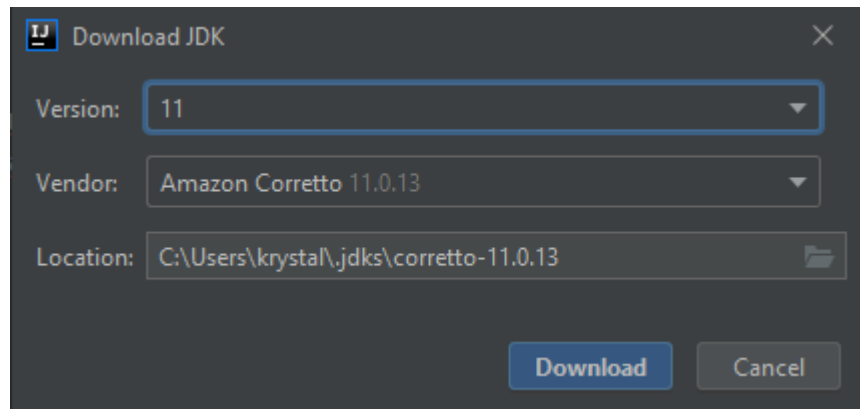 IJ Download JDK
Version: 11
Vendor: Amazon Corretto 11.0.13
Location: C:\Users\krystal\.jdks\corretto-11.0.13
Download Cancel